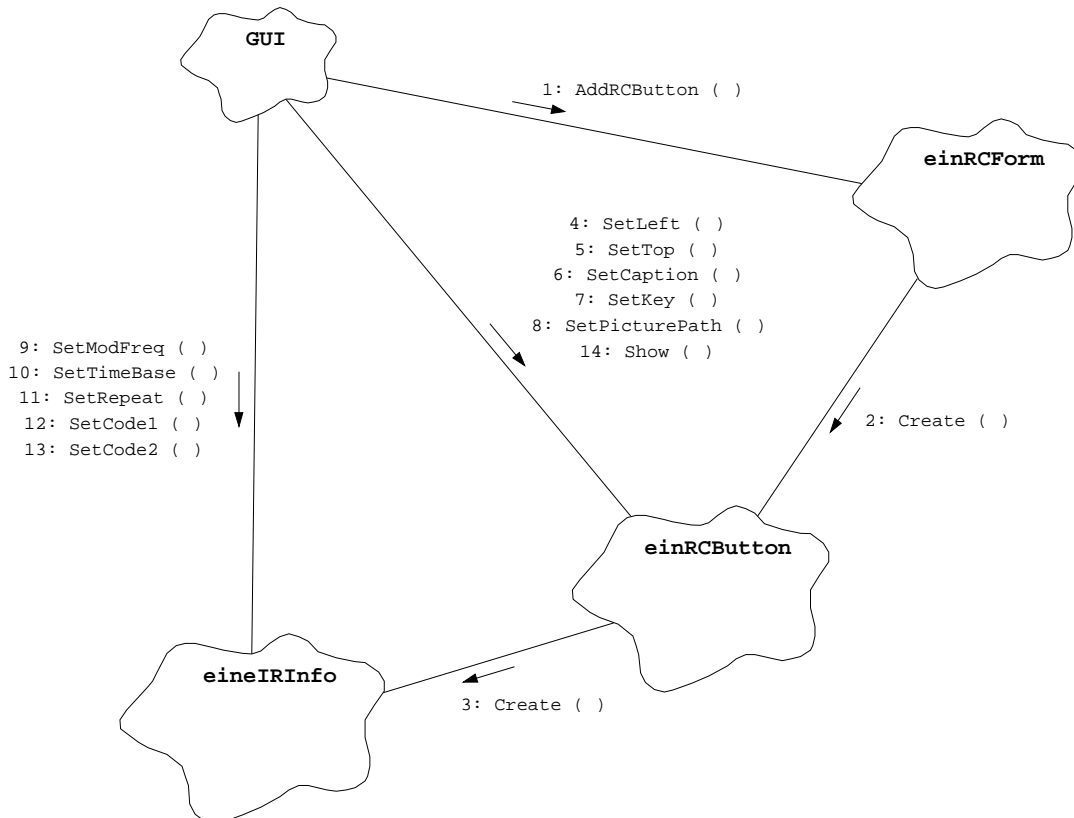 GUI
1: AddRCButton ( )
einRCForm
4: SetLeft ( )
5: SetTop ( )
6: SetCaption ( )
7: SetKey ( )
8: SetPicturePath ( )
14: Show ( )
9: SetModFreq ( )
10: SetTimeBase ( )
11: SetRepeat ( )
12: SetCode1 ( )
13: SetCode2 ( )
2: Create ( )
einRCButton
eineIRInfo
3: Create ( )